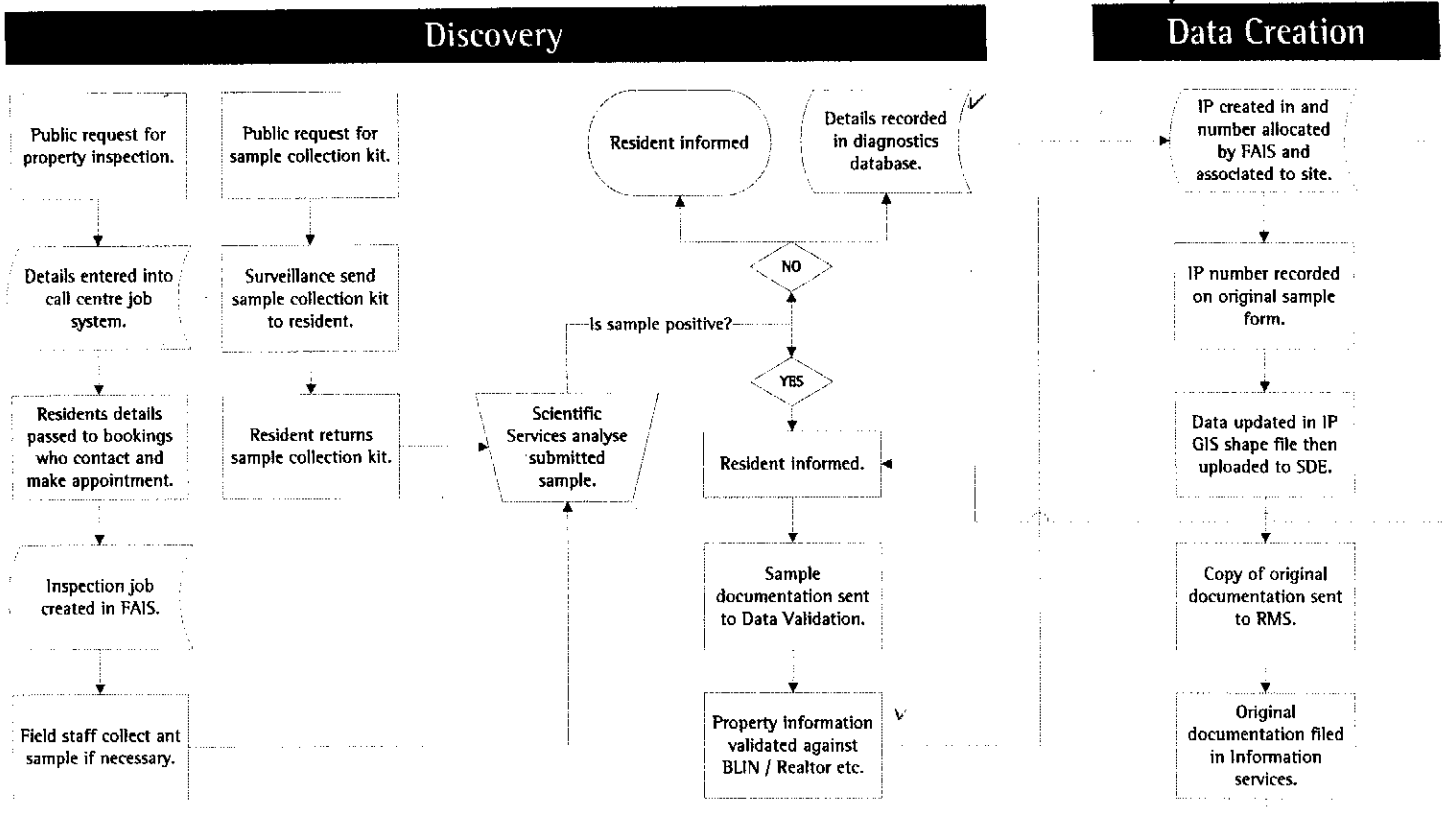 Discovery
Data Creation
Public request for
property inspection.
Details entered into
call centre job
system.
Residents details
passed to bookings
who contact and
make appointment.
Inspection job
created in FAIS.
Field staff collect ant
sample if necessary.
Public request for
sample collection kit.
Surveillance send
sample collection kit
to resident.
Resident returns
sample collection kit.
Scientific
Services analyse
submitted
sample.
Is sample positive?
NO
Resident informed
Details recorded
in diagnostics
database.
YES
Resident informed.
Sample
documentation sent
to Data Validation.
Property information
validated against
BLIN / Realtor etc.
IP created in and
number allocated
by FAIS and
associated to site.
IP number recorded
on original sample
form.
Data updated in IP
GIS shape file then
uploaded to SDE.
Copy of original
documentation sent
to RMS.
Original
documentation filed
in Information
services.